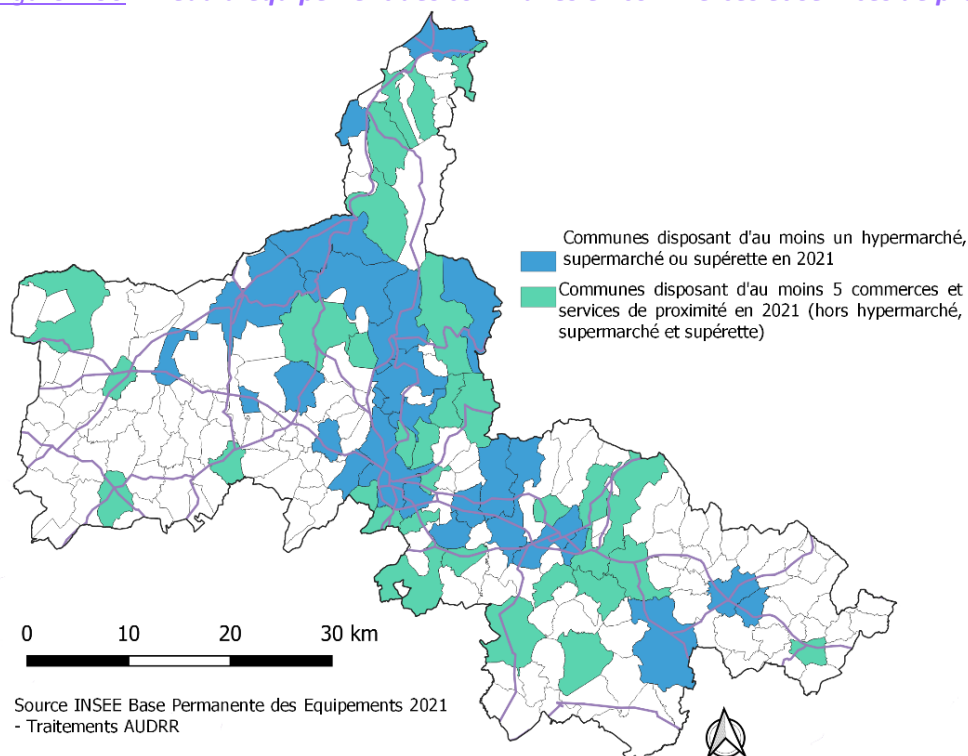 Communes disposant d'au moins un hypermarché,
supermarché ou supérette en 2021
Communes disposant d'au moins 5 commerces et
services de proximité en 2021 (hors hypermarché,
supermarché et supérette)
0 10 20 30 km
Source INSEE Base Permanente des Equipements 2021
- Traitements AUDRR